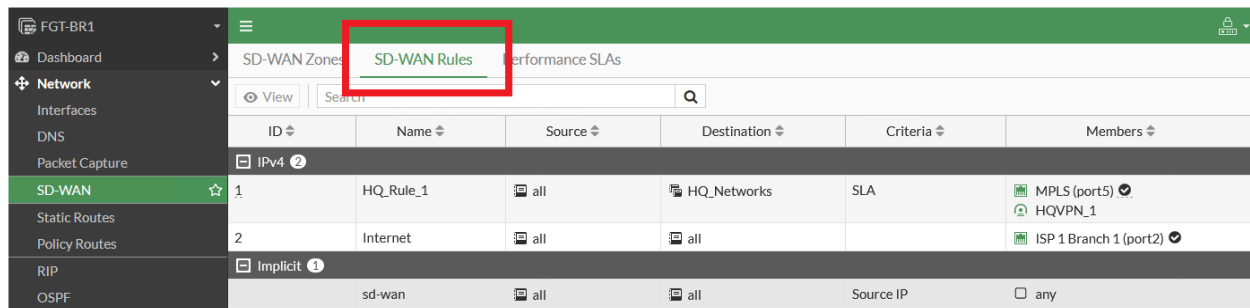 FGT-BR1
Dashboard
Network
Interfaces
DNS
Packet Capture
SD-WAN
Static Routes
Policy Routes
RIP
OSPF
SD-WAN Zones SD-WAN Rules Performance SLAs
View Search
ID Name Source Destination Criteria Members
IPv4 2
1 HQ_Rule_1 all HQ_Networks SLA MPLS (port5)
HQVPN_1
2 Internet all all ISP 1 Branch 1 (port2)
Implicit 1
sd-wan all all Source IP any